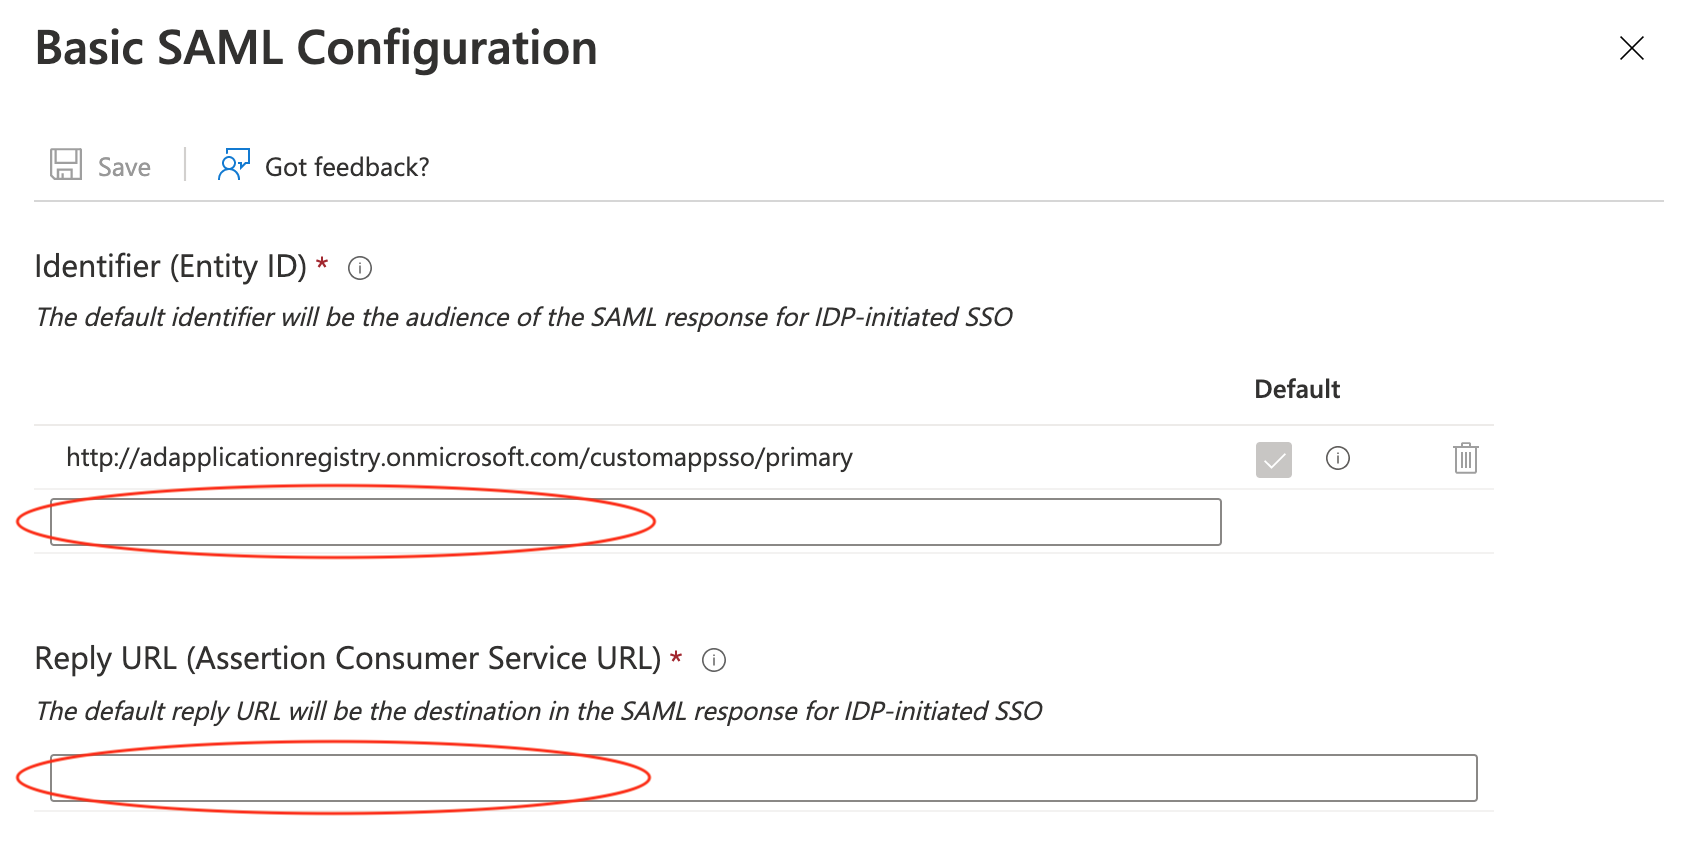 Basic SAML Configuration
Save
Got feedback?
Identifier (Entity ID) *
The default identifier will be the audience of the SAML response for IDP-initiated SSO
Default
http://adapplicationregistry.onmicrosoft.com/customappsso/primary
Reply URL (Assertion Consumer Service URL) *
The default reply URL will be the destination in the SAML response for IDP-initiated SSO